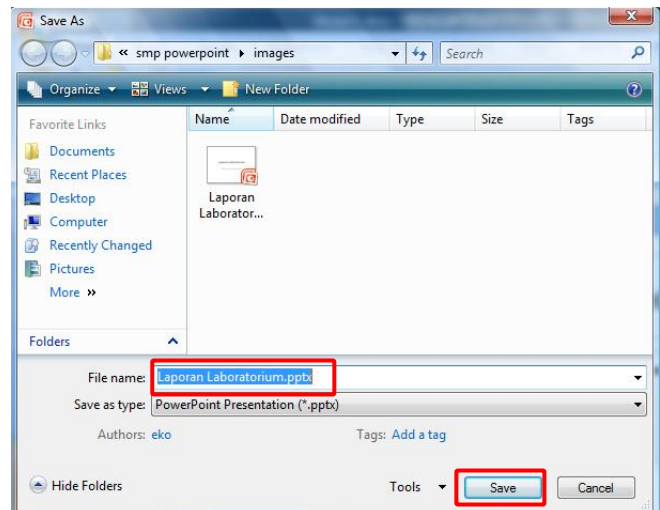 Save As
« smp powerpoint ▸ images
Search
Organize Views New Folder
Favorite Links
Documents
Recent Places
Desktop
Computer
Recently Changed
Pictures
More »
Folders
Name Date modified Type Size Tags
Laporan
Laborator...
File name: Laporan Laboratorium.pptx
Save as type: PowerPoint Presentation (*.pptx)
Authors: eko Tags: Add a tag
Hide Folders Tools Save Cancel